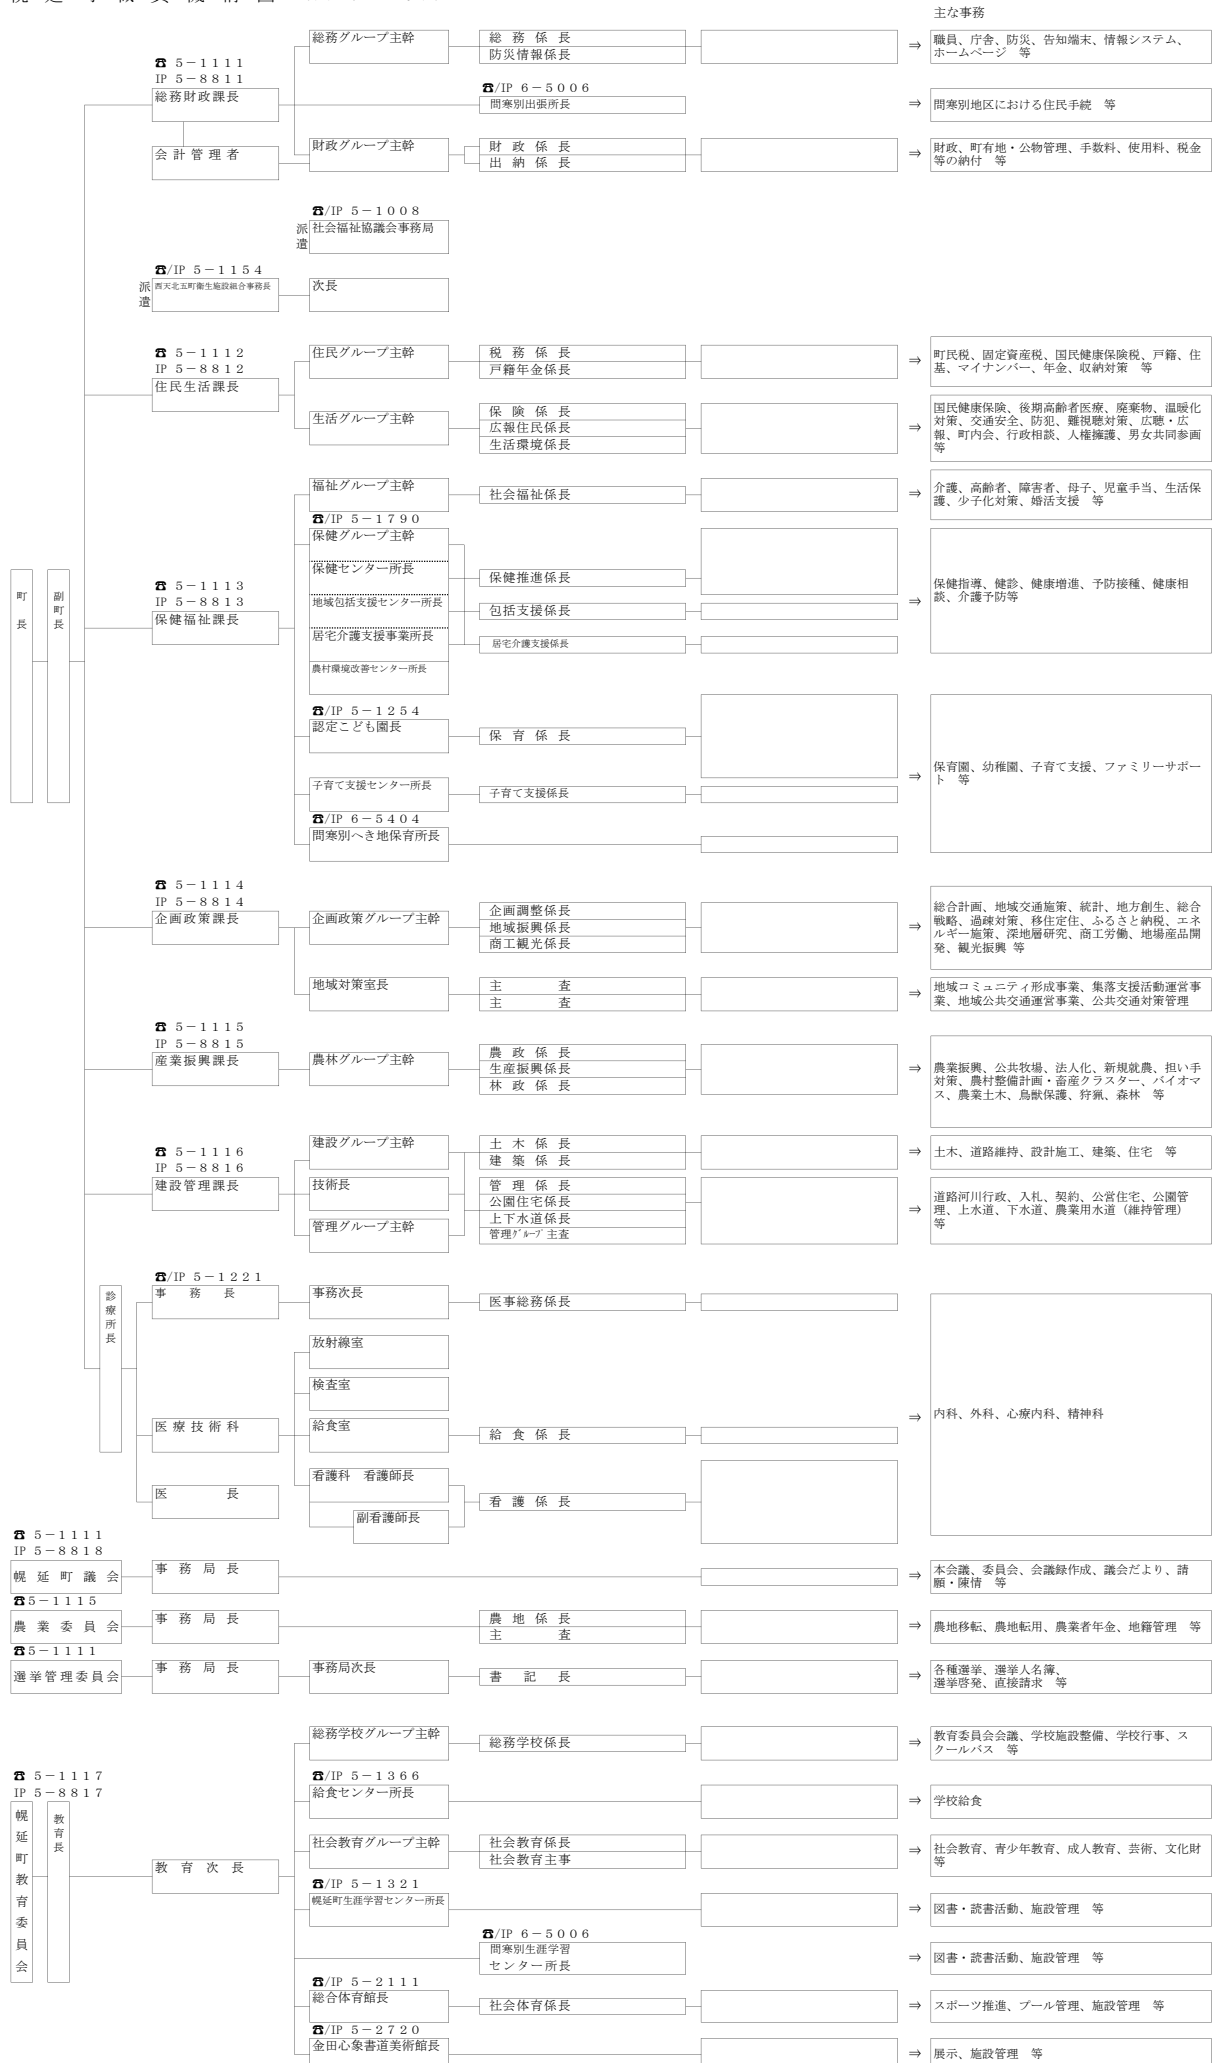 主な事務
総務グループ主幹
総務係長
防災情報係長
⇒
職員、庁舎、防災、告知端末、情報システム、
ホームページ　等
☎ 5-1111
IP 5-8811
総務財政課長
☎/IP 6-5006
問寒別出張所長
⇒
問寒別地区における住民手続　等
会計管理者
財政グループ主幹
財政係長
出納係長
⇒
財政、町有地・公物管理、手数料、使用料、税金
等の納付　等
☎/IP 5-1008
派遣
社会福祉協議会事務局
☎/IP 5-1154
派遣
西天北五町衛生施設組合事務長
次長
☎ 5-1112
IP 5-8812
住民生活課長
住民グループ主幹
税務係長
戸籍年金係長
⇒
町民税、固定資産税、国民健康保険税、戸籍、住
基、マイナンバー、年金、収納対策　等
生活グループ主幹
保険係長
広報住民係長
生活環境係長
⇒
国民健康保険、後期高齢者医療、廃棄物、温暖化
対策、交通安全、防犯、難視聴対策、広聴・広
報、町内会、行政相談、人権擁護、男女共同参画
等
福祉グループ主幹
社会福祉係長
⇒
介護、高齢者、障害者、母子、児童手当、生活保
護、少子化対策、婚活支援　等
町長
副町長
☎ 5-1113
IP 5-8813
保健福祉課長
☎/IP 5-1790
保健グループ主幹
保健センター所長
地域包括支援センター所長
居宅介護支援事業所長
農村環境改善センター所長
保健推進係長
包括支援係長
居宅介護支援係長
⇒
保健指導、健診、健康増進、予防接種、健康相
談、介護予防等
☎/IP 5-1254
認定こども園長
保育係長
子育て支援センター所長
子育て支援係長
☎/IP 6-5404
問寒別へき地保育所長
⇒
保育園、幼稚園、子育て支援、ファミリーサポー
ト　等
☎ 5-1114
IP 5-8814
企画政策課長
企画政策グループ主幹
企画調整係長
地域振興係長
商工観光係長
⇒
総合計画、地域交通施策、統計、地方創生、総合
戦略、過疎対策、移住定住、ふるさと納税、エネ
ルギー施策、深地層研究、商工労働、地場産品開
発、観光振興 等
地域対策室長
主査
主査
⇒
地域コミュニティ形成事業、集落支援活動運営事
業、地域公共交通運営事業、公共交通対策管理
☎ 5-1115
IP 5-8815
産業振興課長
農林グループ主幹
農政係長
生産振興係長
林政係長
⇒
農業振興、公共牧場、法人化、新規就農、担い手
対策、農村整備計画・畜産クラスター、バイオマ
ス、農業土木、鳥獣保護、狩猟、森林　等
☎ 5-1116
IP 5-8816
建設管理課長
建設グループ主幹
土木係長
建築係長
⇒
土木、道路維持、設計施工、建築、住宅　等
技術長
管理グループ主幹
管理係長
公園住宅係長
上下水道係長
管理ｸﾞﾙｰﾌﾟ主査
⇒
道路河川行政、入札、契約、公営住宅、公園管
理、上水道、下水道、農業用水道（維持管理）
等
診療所長
☎/IP 5-1221
事務長
事務次長
医事総務係長
放射線室
検査室
医療技術科
給食室
給食係長
⇒
内科、外科、心療内科、精神科
医長
看護科　看護師長
副看護師長
看護係長
☎ 5-1111
IP 5-8818
幌延町議会
事務局長
⇒
本会議、委員会、会議録作成、議会だより、請
願・陳情　等
☎5-1115
農業委員会
事務局長
農地係長
主査
⇒
農地移転、農地転用、農業者年金、地籍管理　等
☎5-1111
選挙管理委員会
事務局長
事務局次長
書記長
⇒
各種選挙、選挙人名簿、
選挙啓発、直接請求　等
総務学校グループ主幹
総務学校係長
⇒
教育委員会会議、学校施設整備、学校行事、ス
クールバス　等
☎ 5-1117
IP 5-8817
幌延町教育委員会
教育長
教育次長
☎/IP 5-1366
給食センター所長
⇒
学校給食
社会教育グループ主幹
社会教育係長
社会教育主事
⇒
社会教育、青少年教育、成人教育、芸術、文化財
等
☎/IP 5-1321
幌延町生涯学習センター所長
⇒
図書・読書活動、施設管理　等
☎/IP 6-5006
問寒別生涯学習
センター所長
⇒
図書・読書活動、施設管理　等
☎/IP 5-2111
総合体育館長
社会体育係長
⇒
スポーツ推進、プール管理、施設管理　等
☎/IP 5-2720
金田心象書道美術館長
⇒
展示、施設管理　等